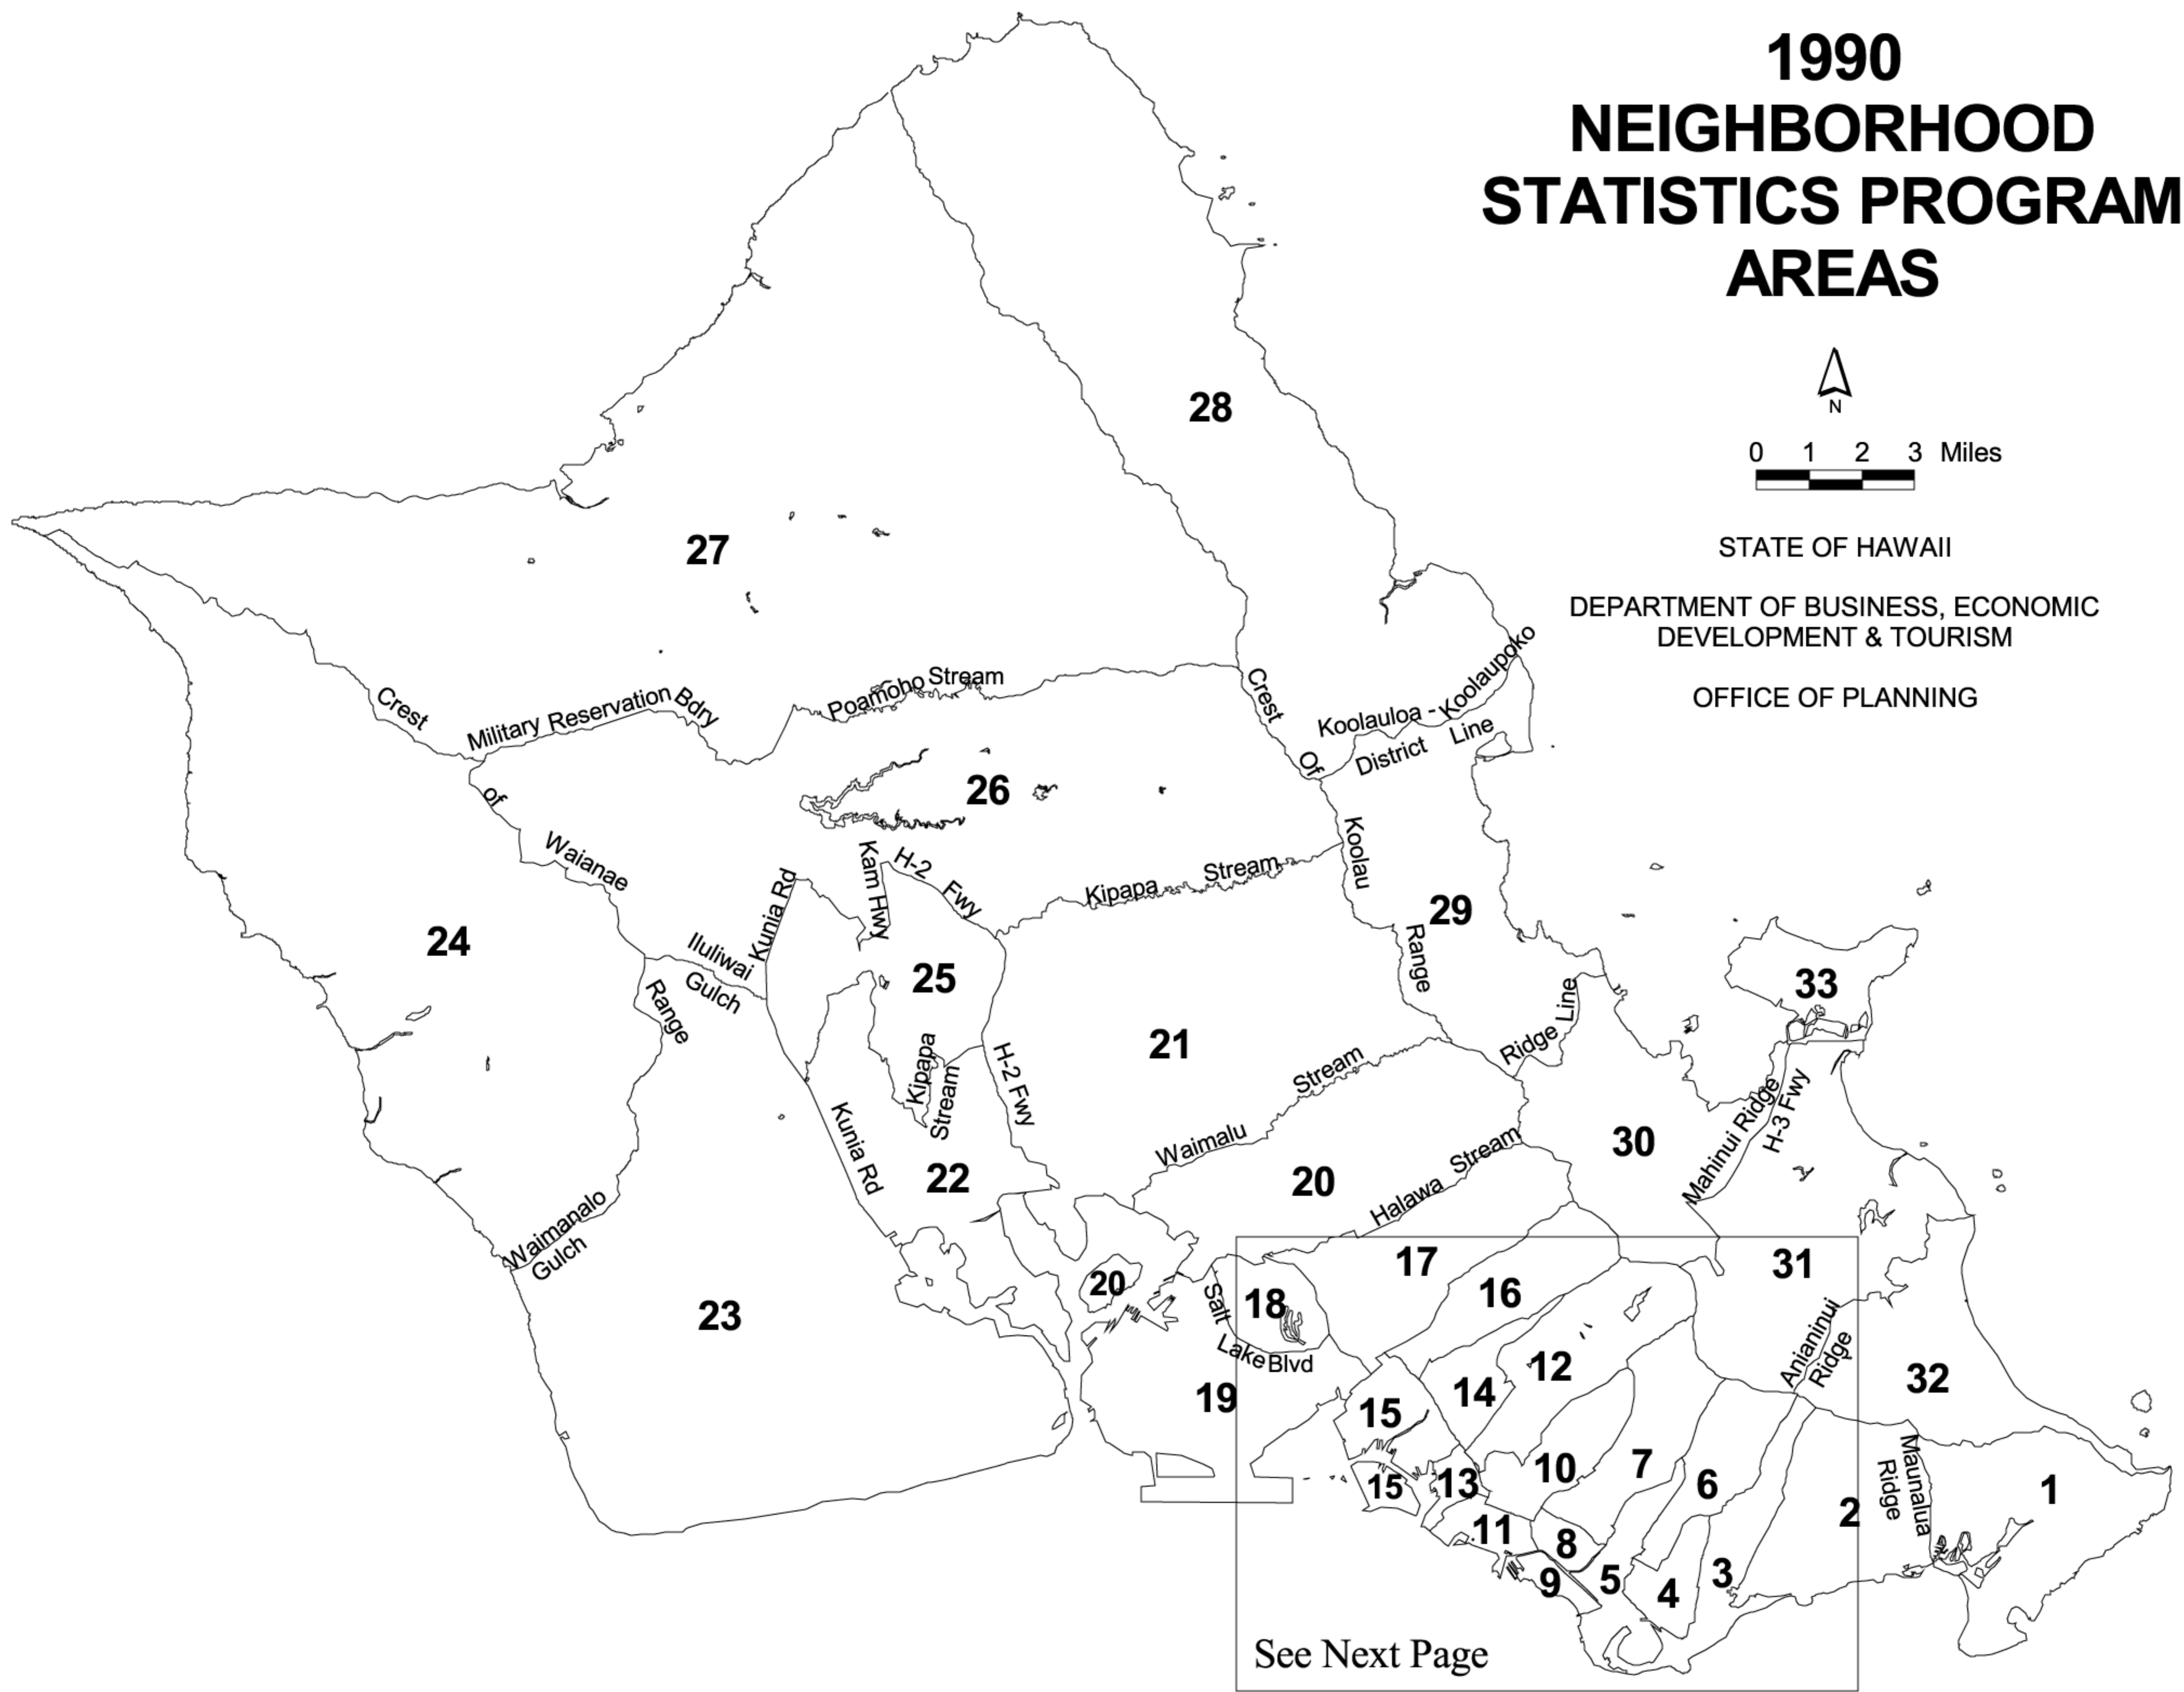 1990
NEIGHBORHOOD
STATISTICS PROGRAM
AREAS
N
0 1 2 3 Miles
STATE OF HAWAII
DEPARTMENT OF BUSINESS, ECONOMIC
DEVELOPMENT & TOURISM
OFFICE OF PLANNING
28
27
Crest
Military Reservation Bdry
Poamoho Stream
Crest
Of
Koolau
Range
Koolauloa - Koolaupoko
District Line
of
Waianae
Range
26
Kam Hwy
H-2 Fwy
Kunia Rd
Kipapa Stream
29
24
Iluliwai
Gulch
25
33
Ridge Line
21
Kipapa
Stream
H-2 Fwy
Kunia Rd
Waimalu Stream
Mahinui Ridge
H-3 Fwy
30
22
20
Halawa Stream
Waimanalo
Gulch
17
31
20
18
16
Salt
Lake Blvd
23
Anianinui
Ridge
12
32
14
19
15
10
7
6
13
15
Maunalua
Ridge
1
2
11
8
9
5
4
3
See Next Page